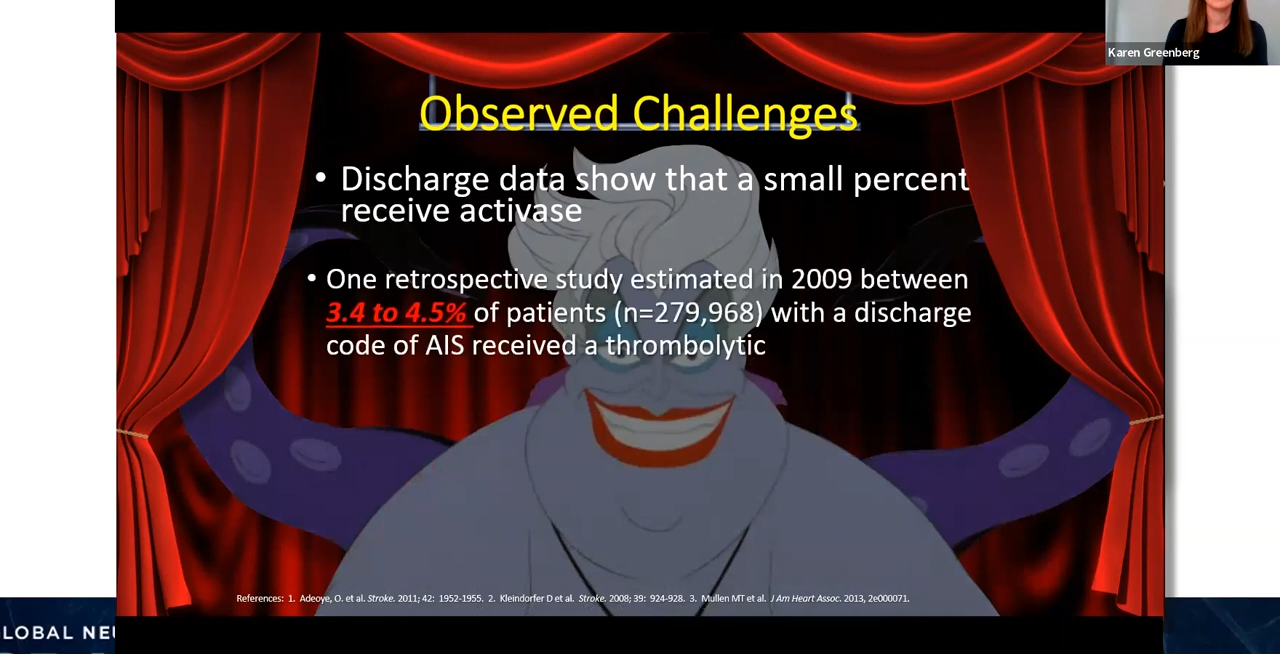 Karen Greenberg
Observed Challenges
• Discharge data show that a small percent
receive activase
• One retrospective study estimated in 2009 between
3.4 to 4.5% of patients (n=279,968) with a discharge
code of AIS received a thrombolytic
References: 1. Adeoye, O. et al. Stroke. 2011; 42: 1952-1955. 2. Kleindorfer D et al. Stroke. 2008; 39: 924-928. 3. Mullen MT et al. J Am Heart Assoc. 2013, 2e000071.
LOBAL NEU